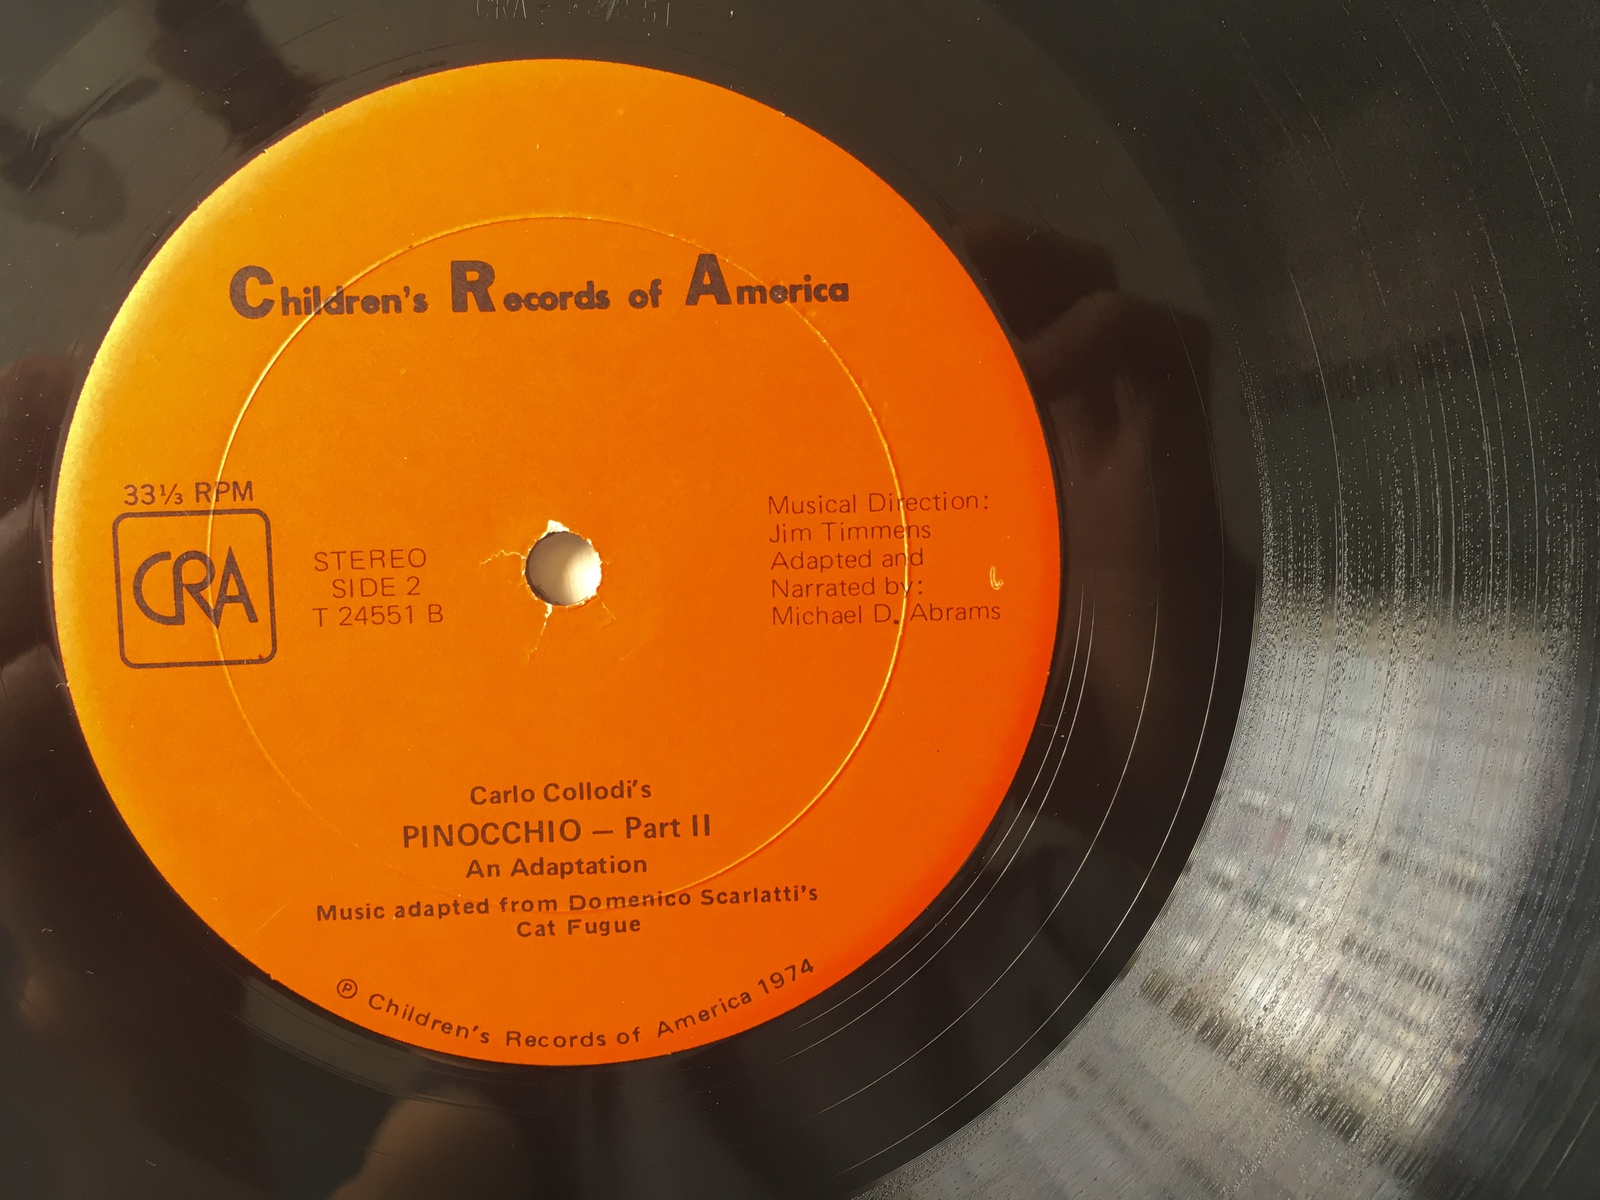 Children's Records of America
33⅓ RPM
CRA
STEREO
SIDE 2
T 24551 B
Musical Direction:
Jim Timmens
Adapted and
Narrated by:
Michael D. Abrams
Carlo Collodi's
PINOCCHIO — Part II
An Adaptation
Music adapted from Domenico Scarlatti's
Cat Fugue
℗ Children's Records of America 1974